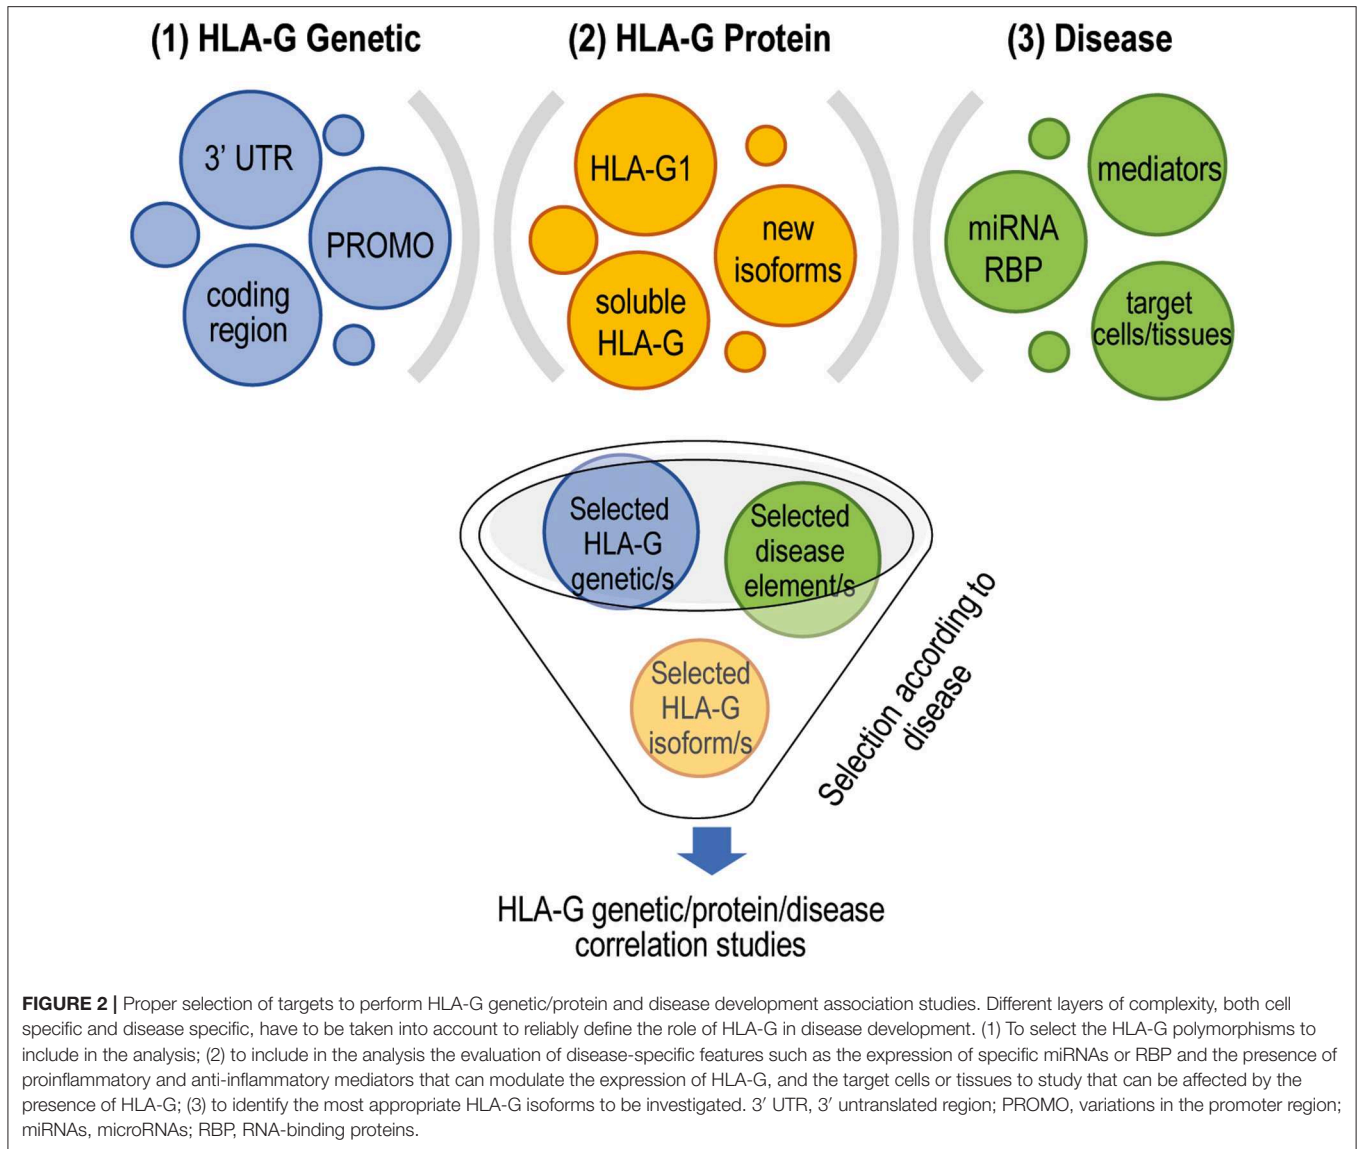 (1) HLA-G Genetic
(2) HLA-G Protein
(3) Disease
3’ UTR
PROMO
coding
region
HLA-G1
new
isoforms
soluble
HLA-G
mediators
miRNA
RBP
target
cells/tissues
Selected
HLA-G
genetic/s
Selected
disease
element/s
Selected
HLA-G
isoform/s
Selection according to
disease
HLA-G genetic/protein/disease
correlation studies
FIGURE 2 | Proper selection of targets to perform HLA-G genetic/protein and disease development association studies. Different layers of complexity, both cell
specific and disease specific, have to be taken into account to reliably define the role of HLA-G in disease development. (1) To select the HLA-G polymorphisms to
include in the analysis; (2) to include in the analysis the evaluation of disease-specific features such as the expression of specific miRNAs or RBP and the presence of
proinflammatory and anti-inflammatory mediators that can modulate the expression of HLA-G, and the target cells or tissues to study that can be affected by the
presence of HLA-G; (3) to identify the most appropriate HLA-G isoforms to be investigated. 3′ UTR, 3′ untranslated region; PROMO, variations in the promoter region;
miRNAs, microRNAs; RBP, RNA-binding proteins.